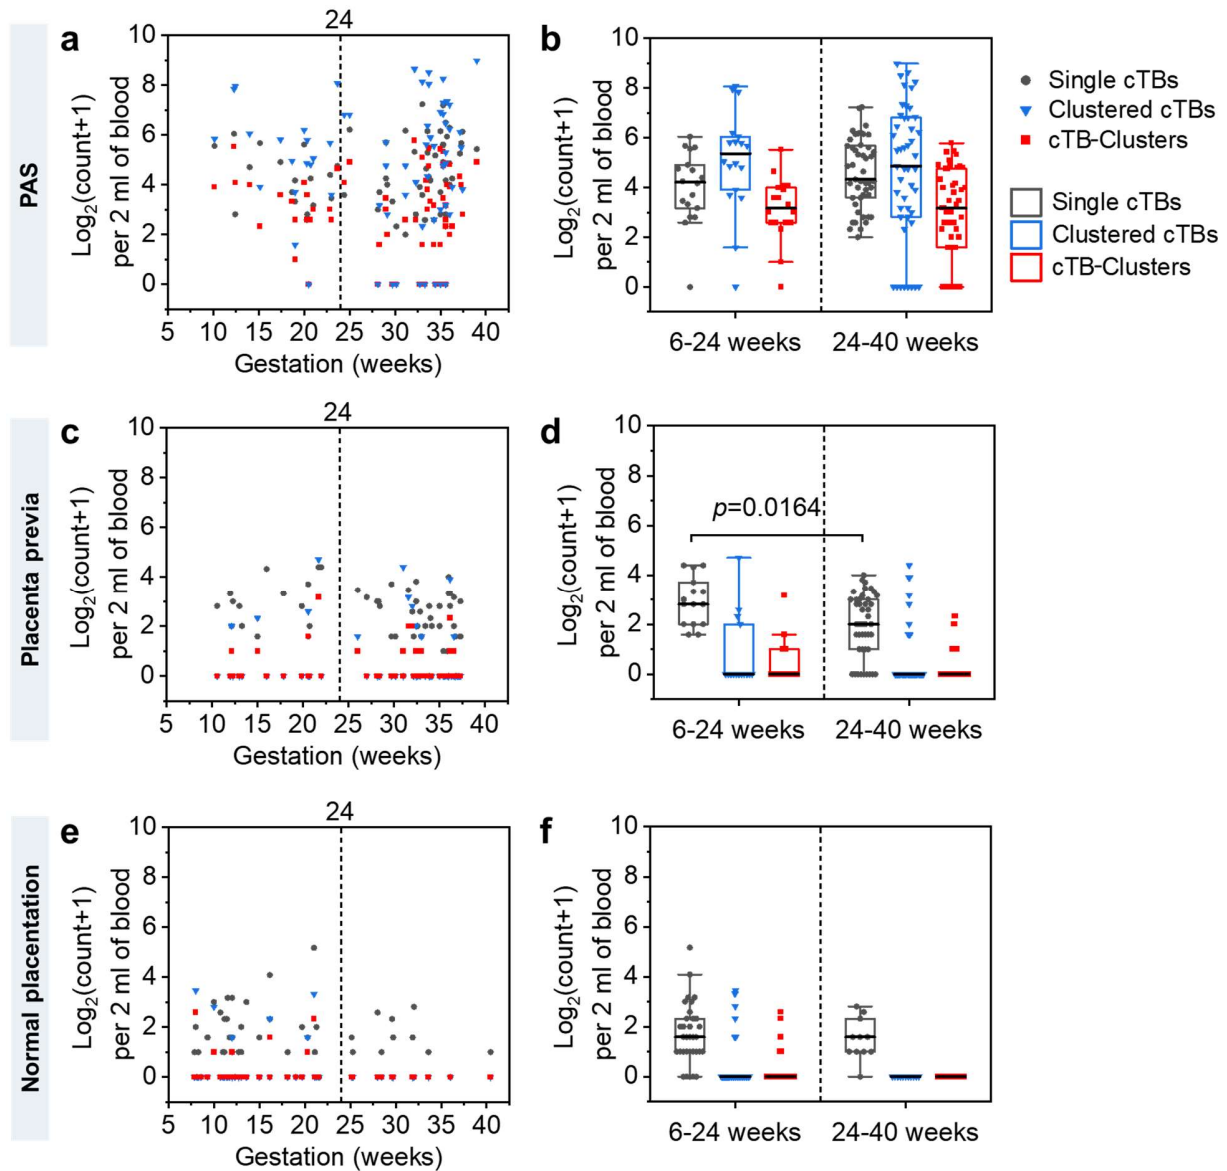 PAS
a
24
Log2(count+1)
per 2 ml of blood
10
8
6
4
2
0
5 10 15 20 25 30 35 40
Gestation (weeks)
b
Log2(count+1)
per 2 ml of blood
10
8
6
4
2
0
6-24 weeks 24-40 weeks
Single cTBs
Clustered cTBs
cTB-Clusters
Single cTBs
Clustered cTBs
cTB-Clusters
Placenta previa
c
24
Log2(count+1)
per 2 ml of blood
10
8
6
4
2
0
5 10 15 20 25 30 35 40
Gestation (weeks)
d
Log2(count+1)
per 2 ml of blood
10
8
6
4
2
0
p=0.0164
6-24 weeks 24-40 weeks
Normal placentation
e
24
Log2(count+1)
per 2 ml of blood
10
8
6
4
2
0
5 10 15 20 25 30 35 40
Gestation (weeks)
f
Log2(count+1)
per 2 ml of blood
10
8
6
4
2
0
6-24 weeks 24-40 weeks